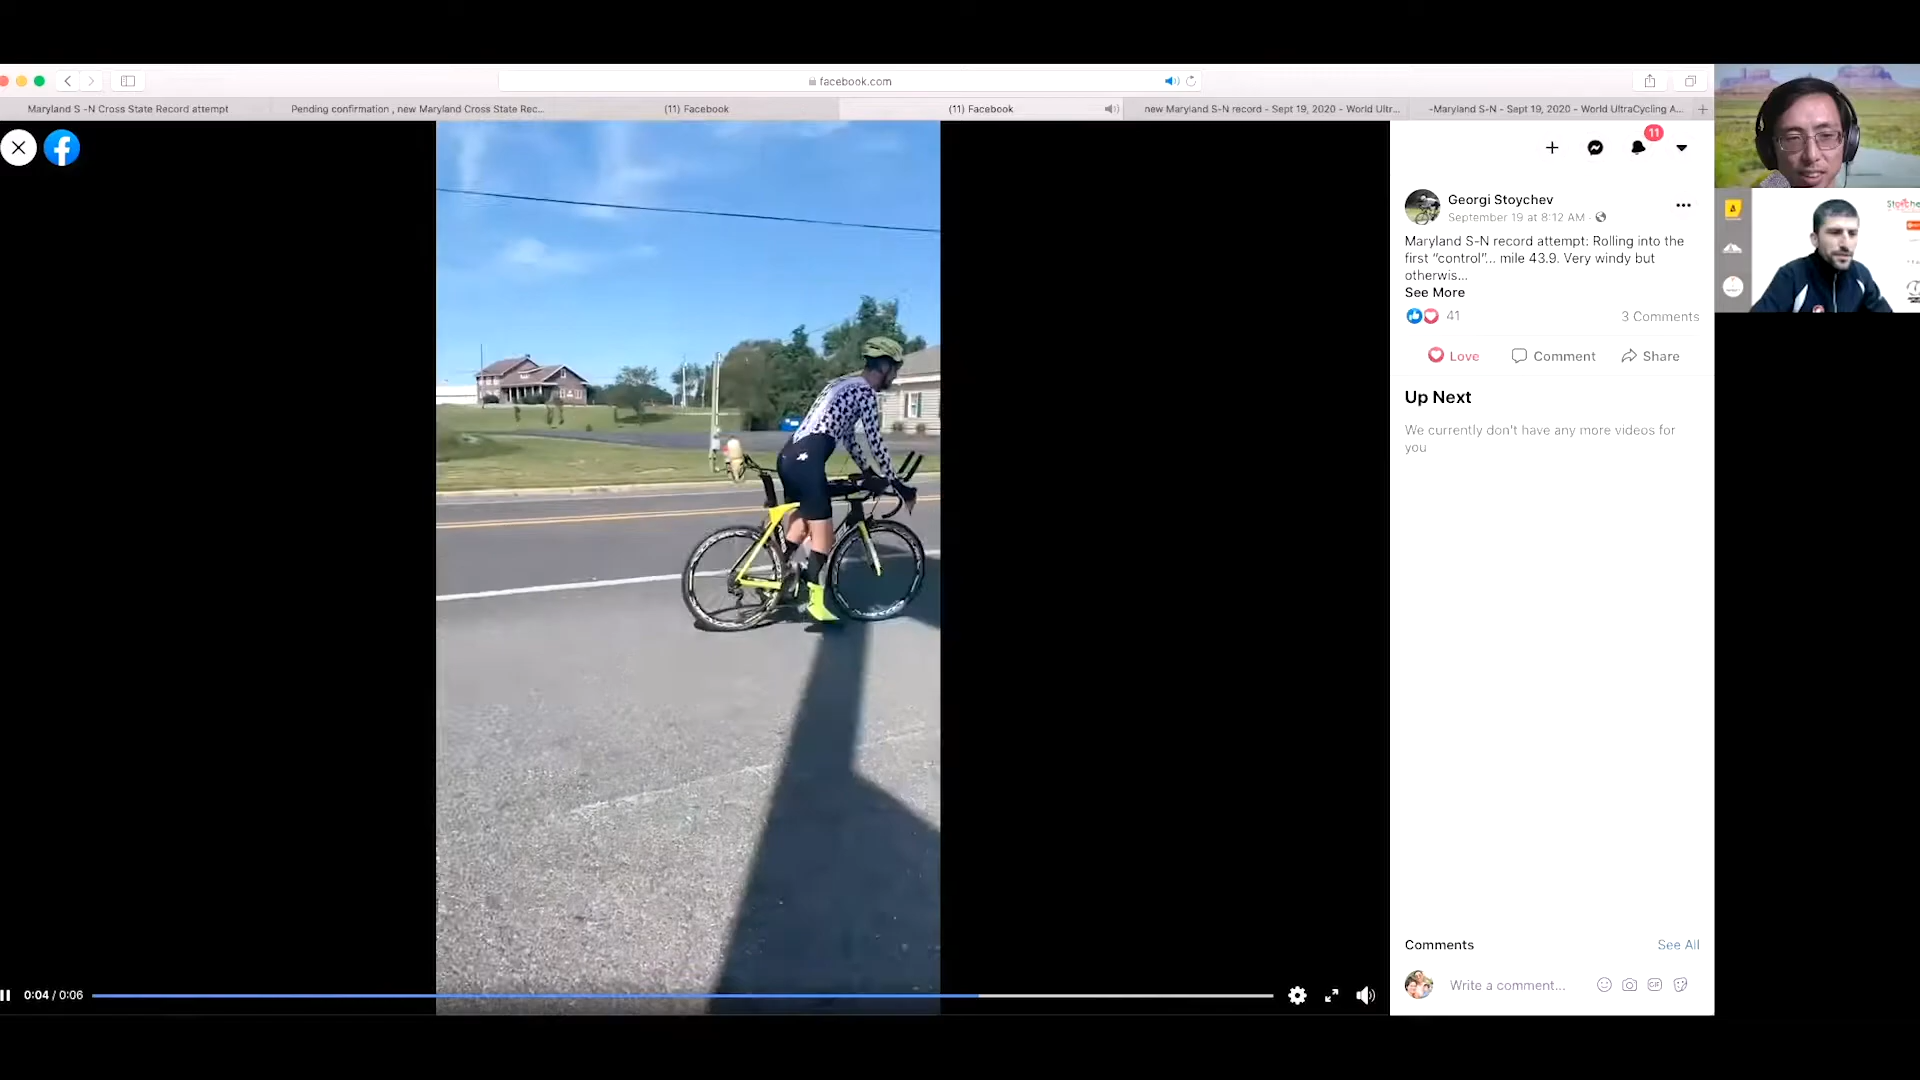 facebook.com
Maryland S -N Cross State Record attempt
Pending confirmation , new Maryland Cross State Rec...
(11) Facebook
(11) Facebook
new Maryland S-N record - Sept 19, 2020 - World Ultr...
-Maryland S-N - Sept 19, 2020 - World UltraCycling A...
11
Georgi Stoychev
September 19 at 8:12 AM ·
Maryland S-N record attempt: Rolling into the
first “control”... mile 43.9. Very windy but
otherwis...
See More
41
3 Comments
Love
Comment
Share
Up Next
We currently don't have any more videos for
you
Comments
See All
Write a comment...
GIF
0:04 / 0:06